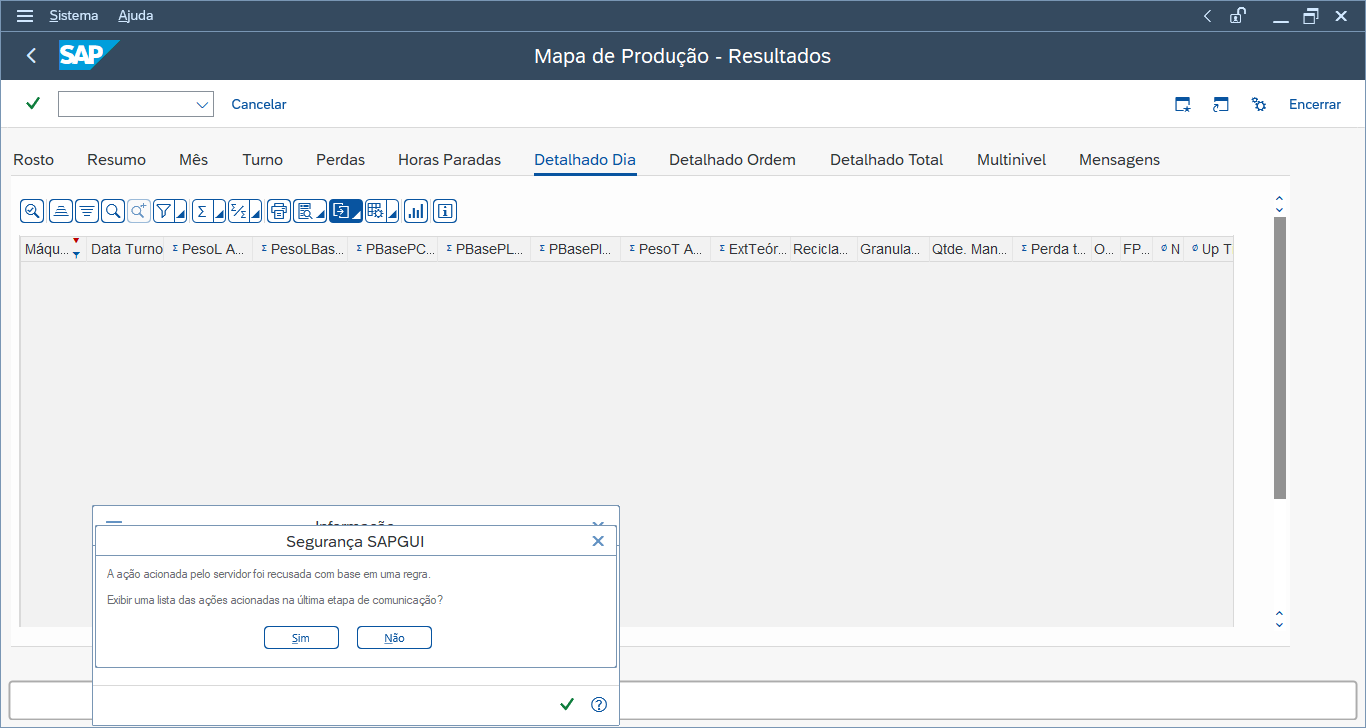 Sistema Ajuda
SAP
Mapa de Produção - Resultados
Cancelar
Encerrar
Rosto Resumo Mês Turno Perdas Horas Paradas Detalhado Dia Detalhado Ordem Detalhado Total Multinivel Mensagens
Máqu... Data Turno Σ PesoL A... Σ PesoLBas... Σ PBasePC... Σ PBasePL... Σ PBasePl... Σ PesoT A... Σ ExtTeór... Recicla... Granula... Qtde. Man... Σ Perda t... O... FP... Ø N Ø Up T
Informação
Segurança SAPGUI
A ação acionada pelo servidor foi recusada com base em uma regra.
Exibir uma lista das ações acionadas na última etapa de comunicação?
Sim Não